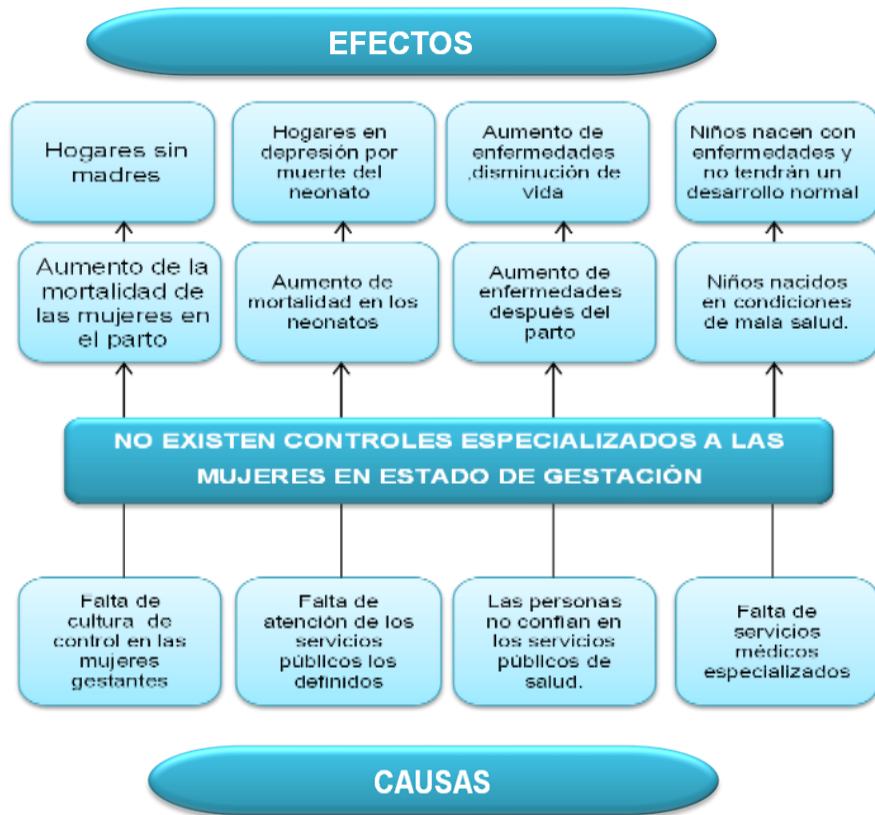 EFECTOS
Hogares sin
madres
Hogares en
depresión por
muerte del
neonato
Aumento de
enfermedades
,disminución de
vida
Niños nacen con
enfermedades y
no tendrán un
desarrollo normal
Aumento de la
mortalidad de
las mujeres en
el parto
Aumento de
mortalidad en los
neonatos
Aumento de
enfermedades
después del
parto
Niños nacidos
en condiciones
de mala salud.
NO EXISTEN CONTROLES ESPECIALIZADOS A LAS
MUJERES EN ESTADO DE GESTACIÓN
Falta de
cultura de
control en las
mujeres
gestantes
Falta de
atención de los
servicios
públicos los
definidos
Las personas
no confían en
los servicios
públicos de
salud.
Falta de
servicios
médicos
especializados
CAUSAS